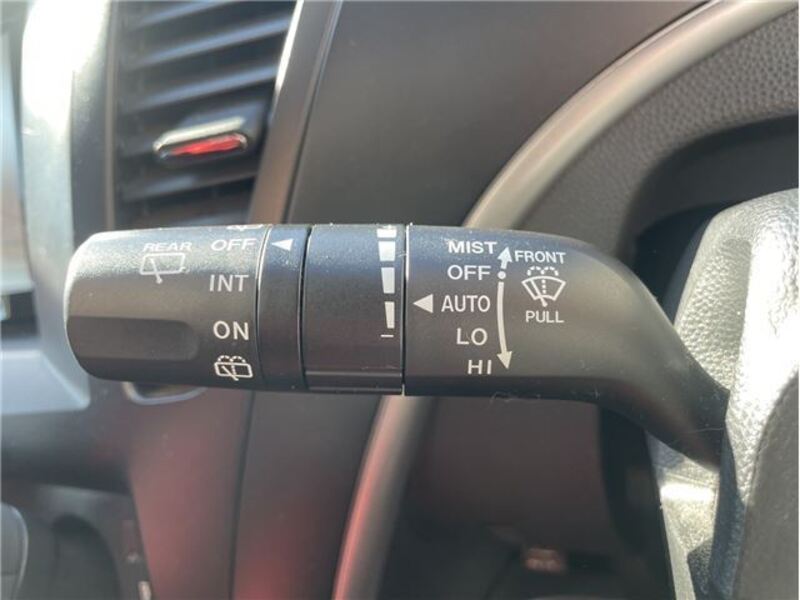 REAR OFF
INT
ON
MIST
OFF
AUTO
LO
HI
FRONT
PULL